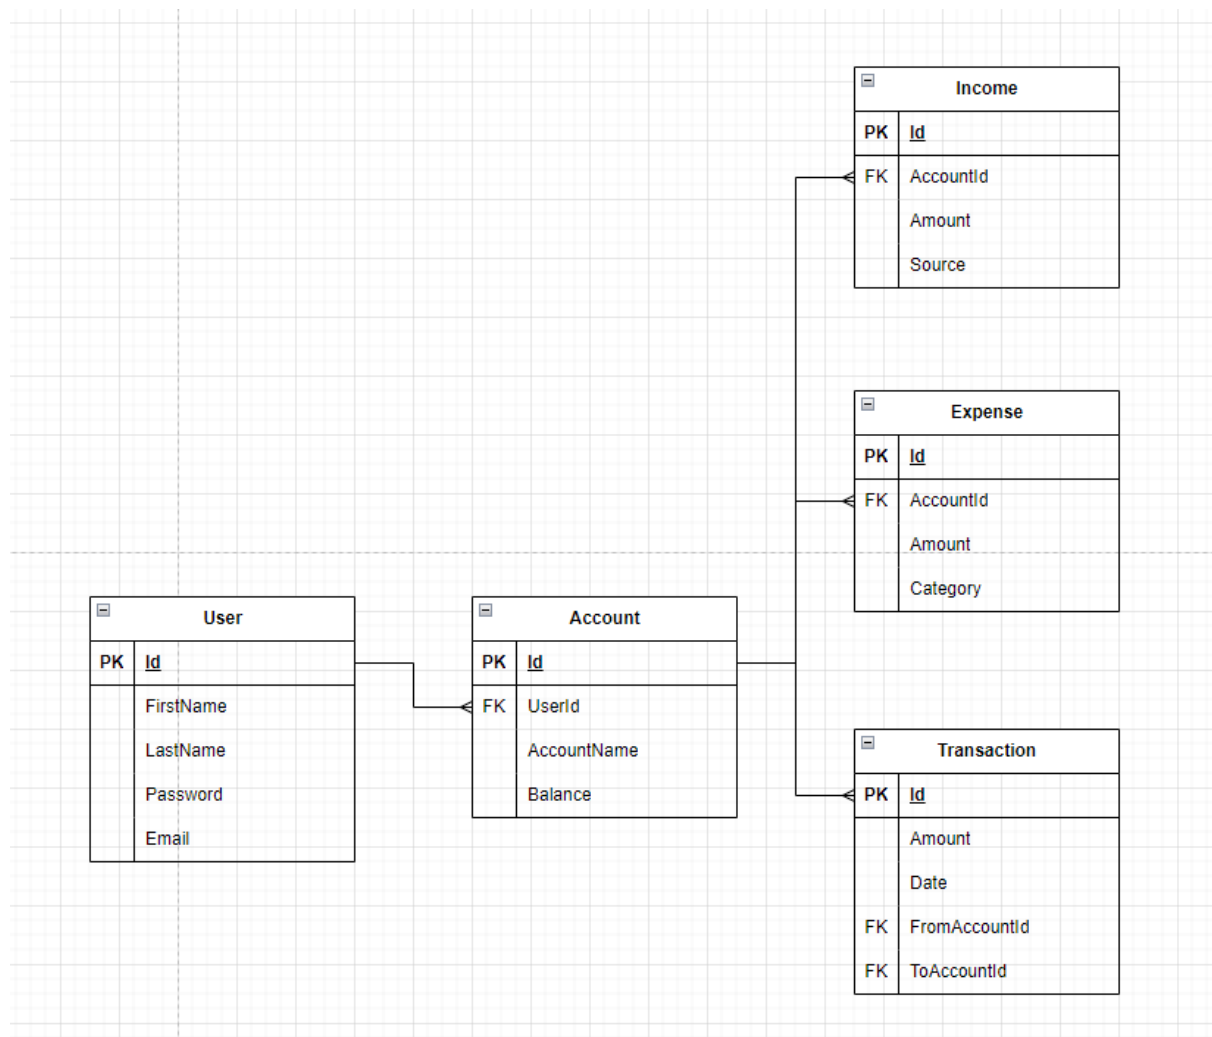 Income
PK Id
FK AccountId
Amount
Source
Expense
PK Id
FK AccountId
Amount
Category
User
PK Id
FirstName
LastName
Password
Email
Account
PK Id
FK UserId
AccountName
Balance
Transaction
PK Id
Amount
Date
FK FromAccountId
FK ToAccountId